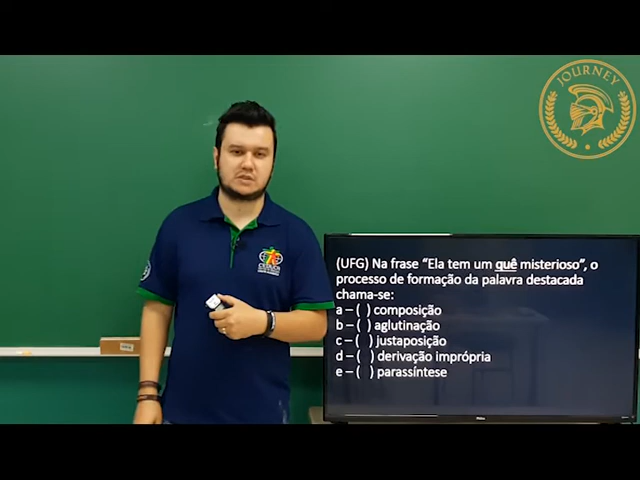 JOURNEY
(UFG) Na frase “Ela tem um quê misterioso”, o
processo de formação da palavra destacada
chama-se:
a – ( ) composição
b – ( ) aglutinação
c – ( ) justaposição
d – ( ) derivação imprópria
e – ( ) parassíntese